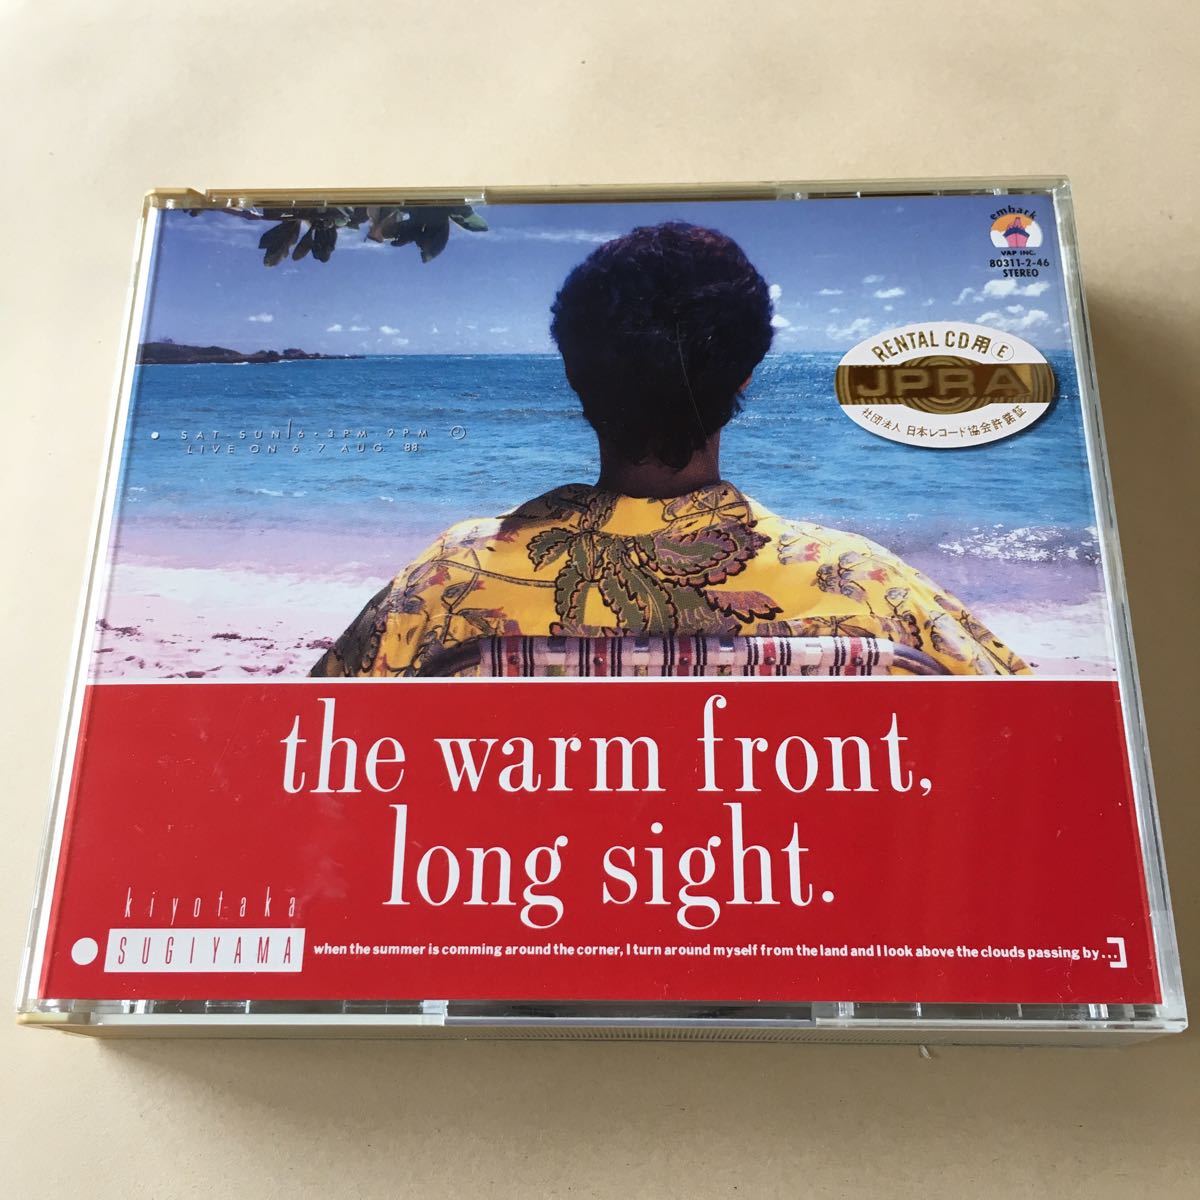 embark
VAP INC.
80311-2-46
STEREO
RENTAL CD用 E
JPRA
社団法人 日本レコード協会許諾証
SAT-SUN 6・3PM-9PM
LIVE ON 6-7 AUG. 88
the warm front,
long sight.
kiyotaka
SUGIYAMA
when the summer is comming around the corner, I turn around myself from the land and I look above the clouds passing by...]